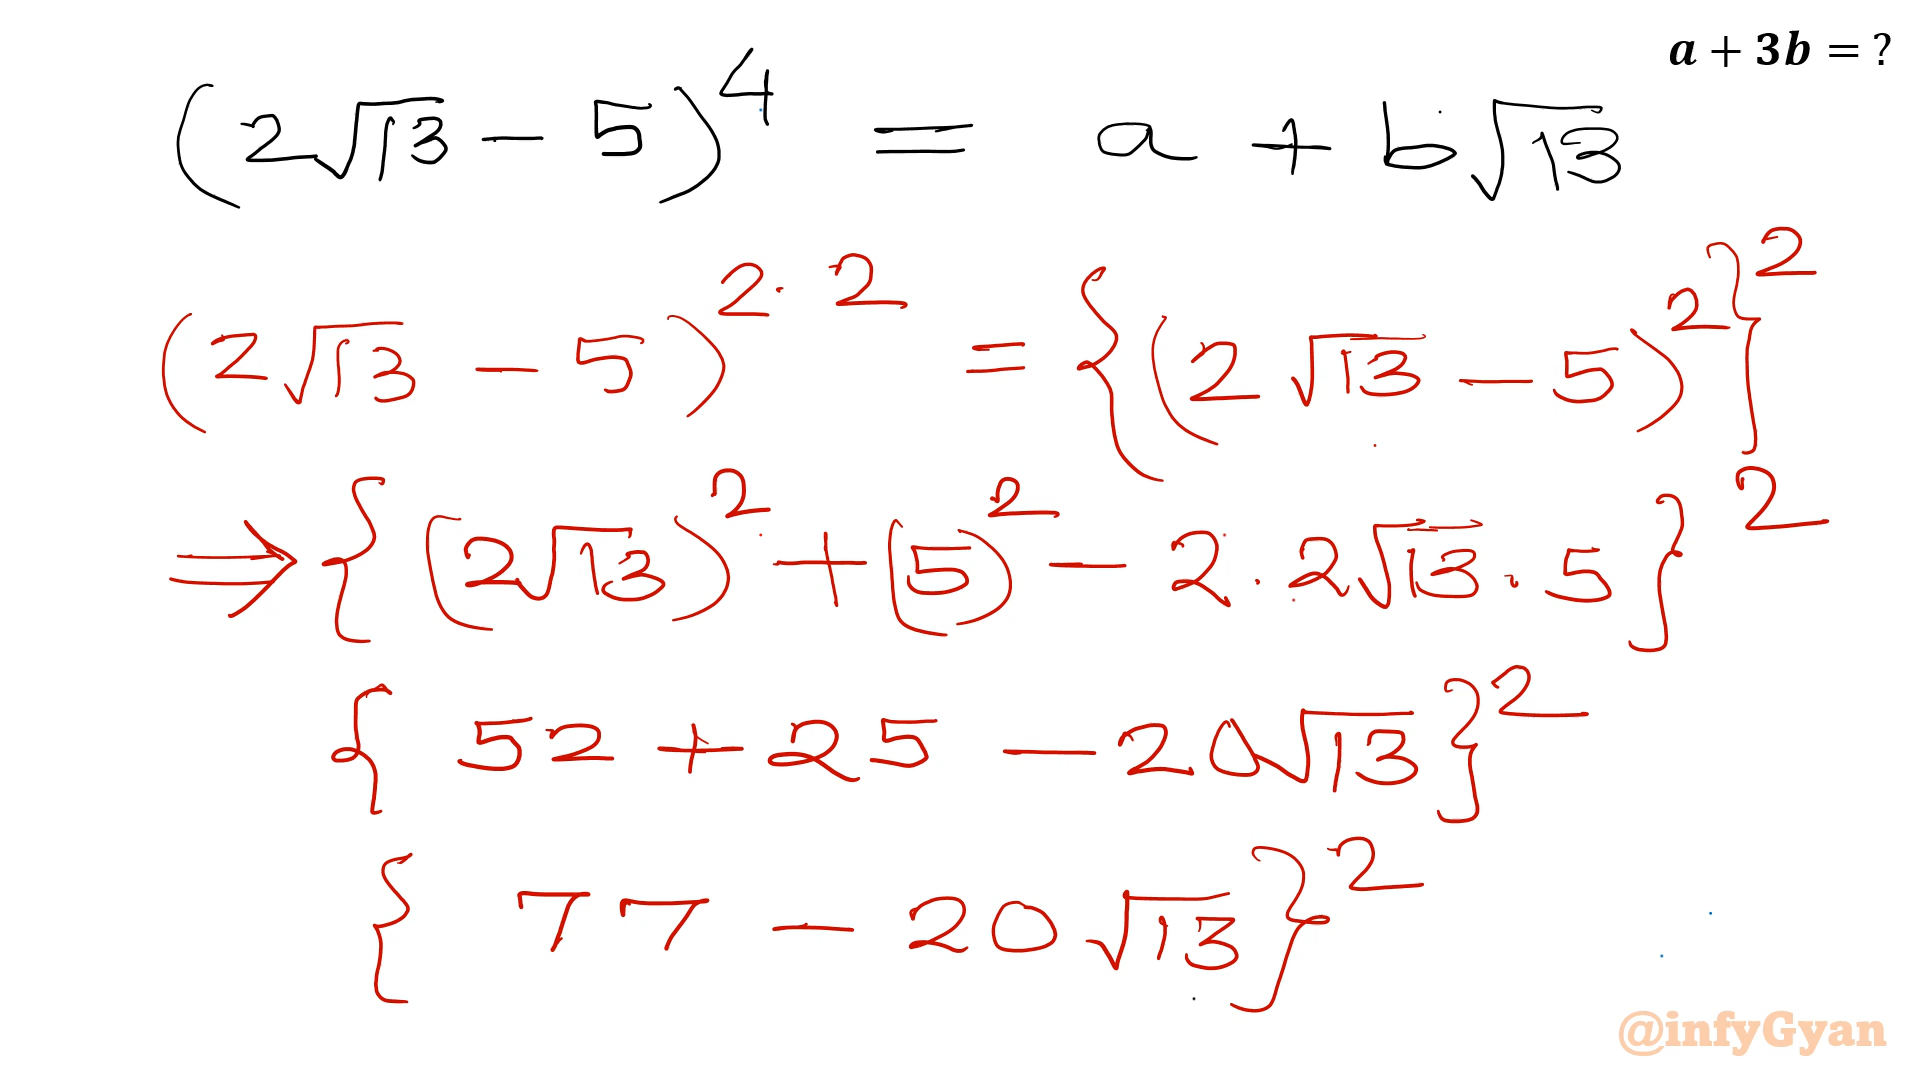 a + 3b = ?
(2√13 − 5)^4 = a + b√13
(2√13 − 5)^2·2 = {(2√13 − 5)^2}^2
⇒ {(2√13)^2 + (5)^2 − 2·2√13·5}^2
{52 + 25 − 20√13}^2
{77 − 20√13}^2
@infyGyan